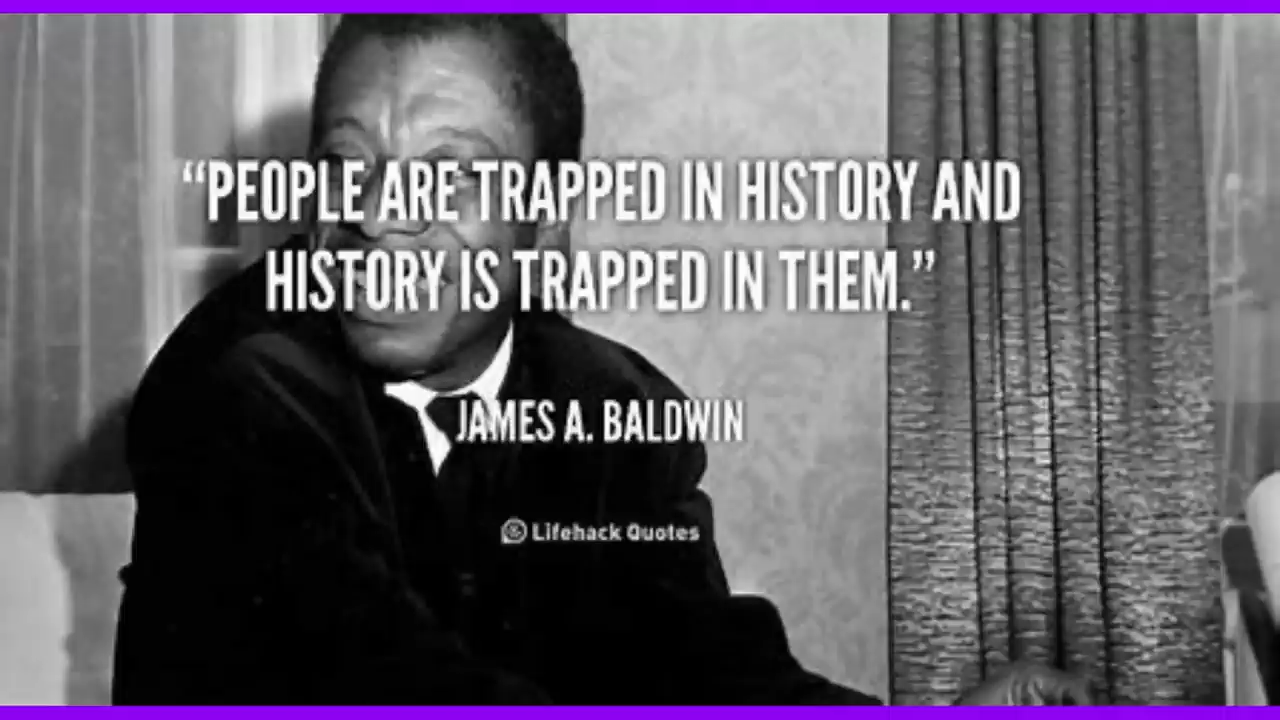 “PEOPLE ARE TRAPPED IN HISTORY AND
HISTORY IS TRAPPED IN THEM.”
JAMES A. BALDWIN
Lifehack Quotes